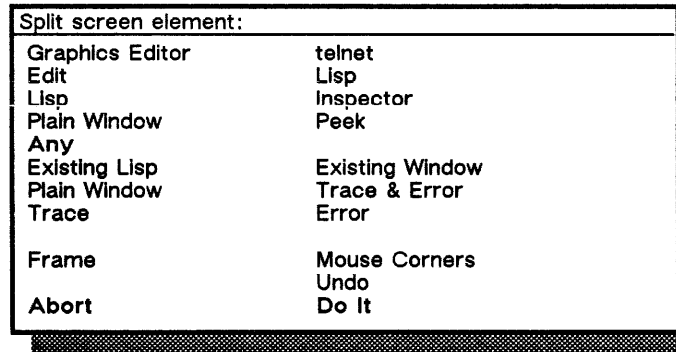 Split screen element:
Graphics Editor telnet
Edit Lisp
Lisp Inspector
Plain Window Peek
Any
Existing Lisp Existing Window
Plain Window Trace & Error
Trace Error
Frame Mouse Corners
Undo
Abort Do It